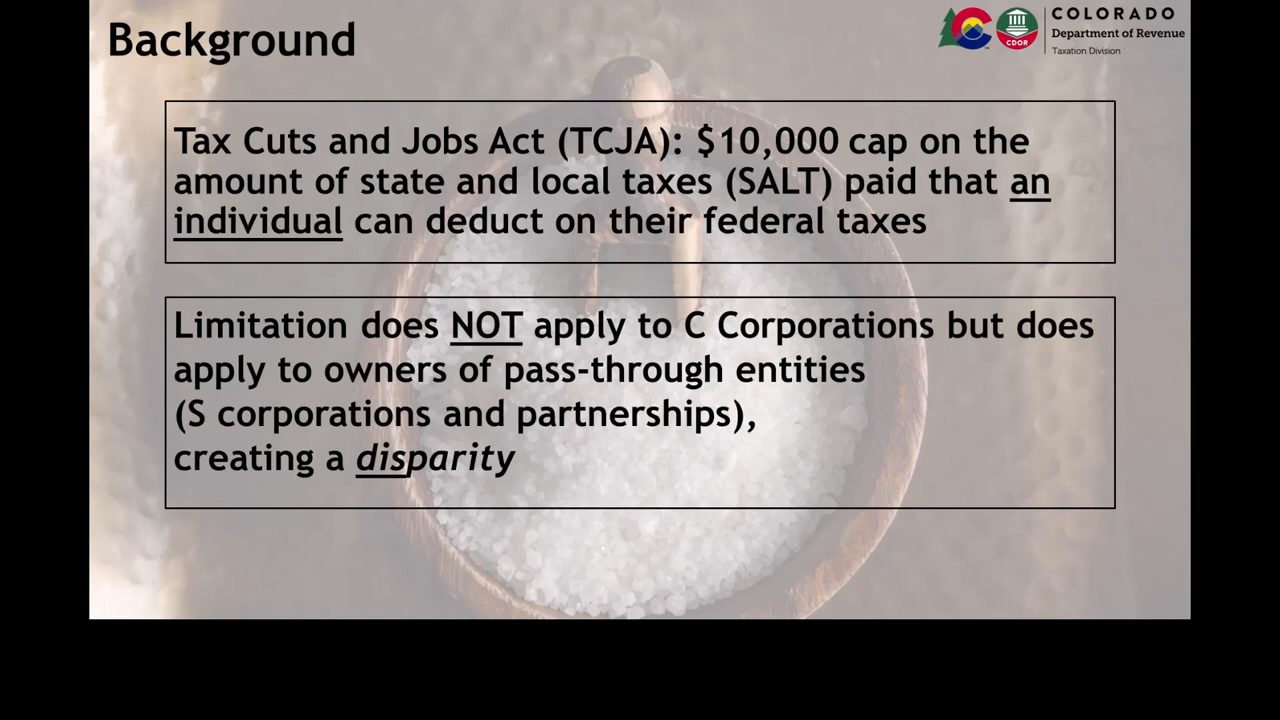 Background
COLORADO
Department of Revenue
Taxation Division
CDOR
Tax Cuts and Jobs Act (TCJA): $10,000 cap on the
amount of state and local taxes (SALT) paid that an
individual can deduct on their federal taxes
Limitation does NOT apply to C Corporations but does
apply to owners of pass-through entities
(S corporations and partnerships),
creating a disparity